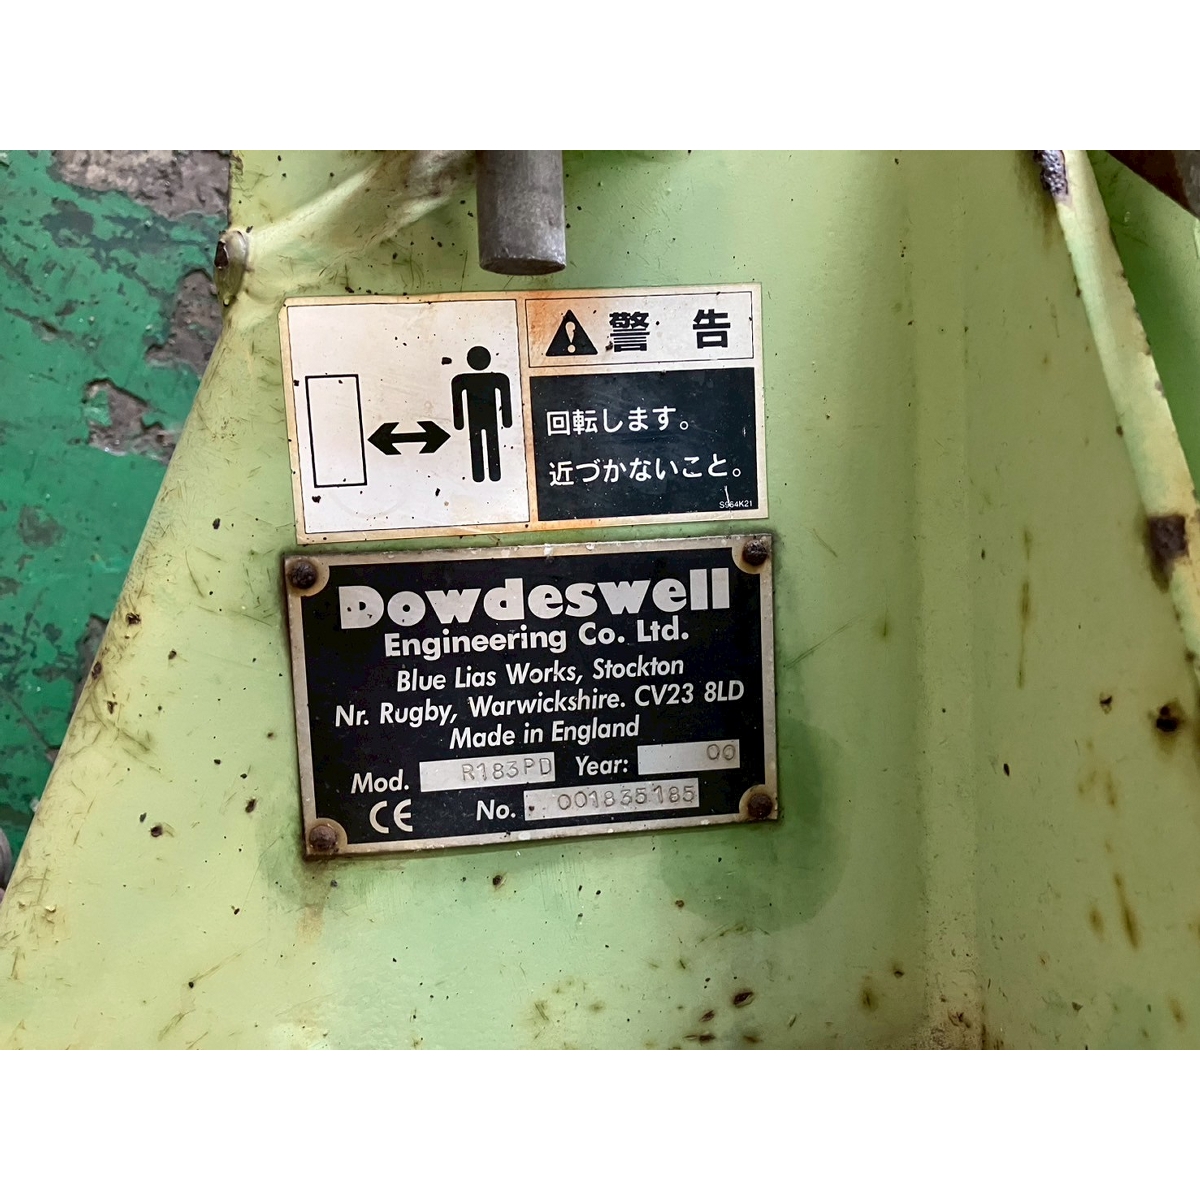 警 告
回転します。
近づかないこと。
S964K21
Dowdeswell
Engineering Co. Ltd.
Blue Lias Works, Stockton
Nr. Rugby, Warwickshire. CV23 8LD
Made in England
Mod. R183PD Year: 00
CE No. 001835185